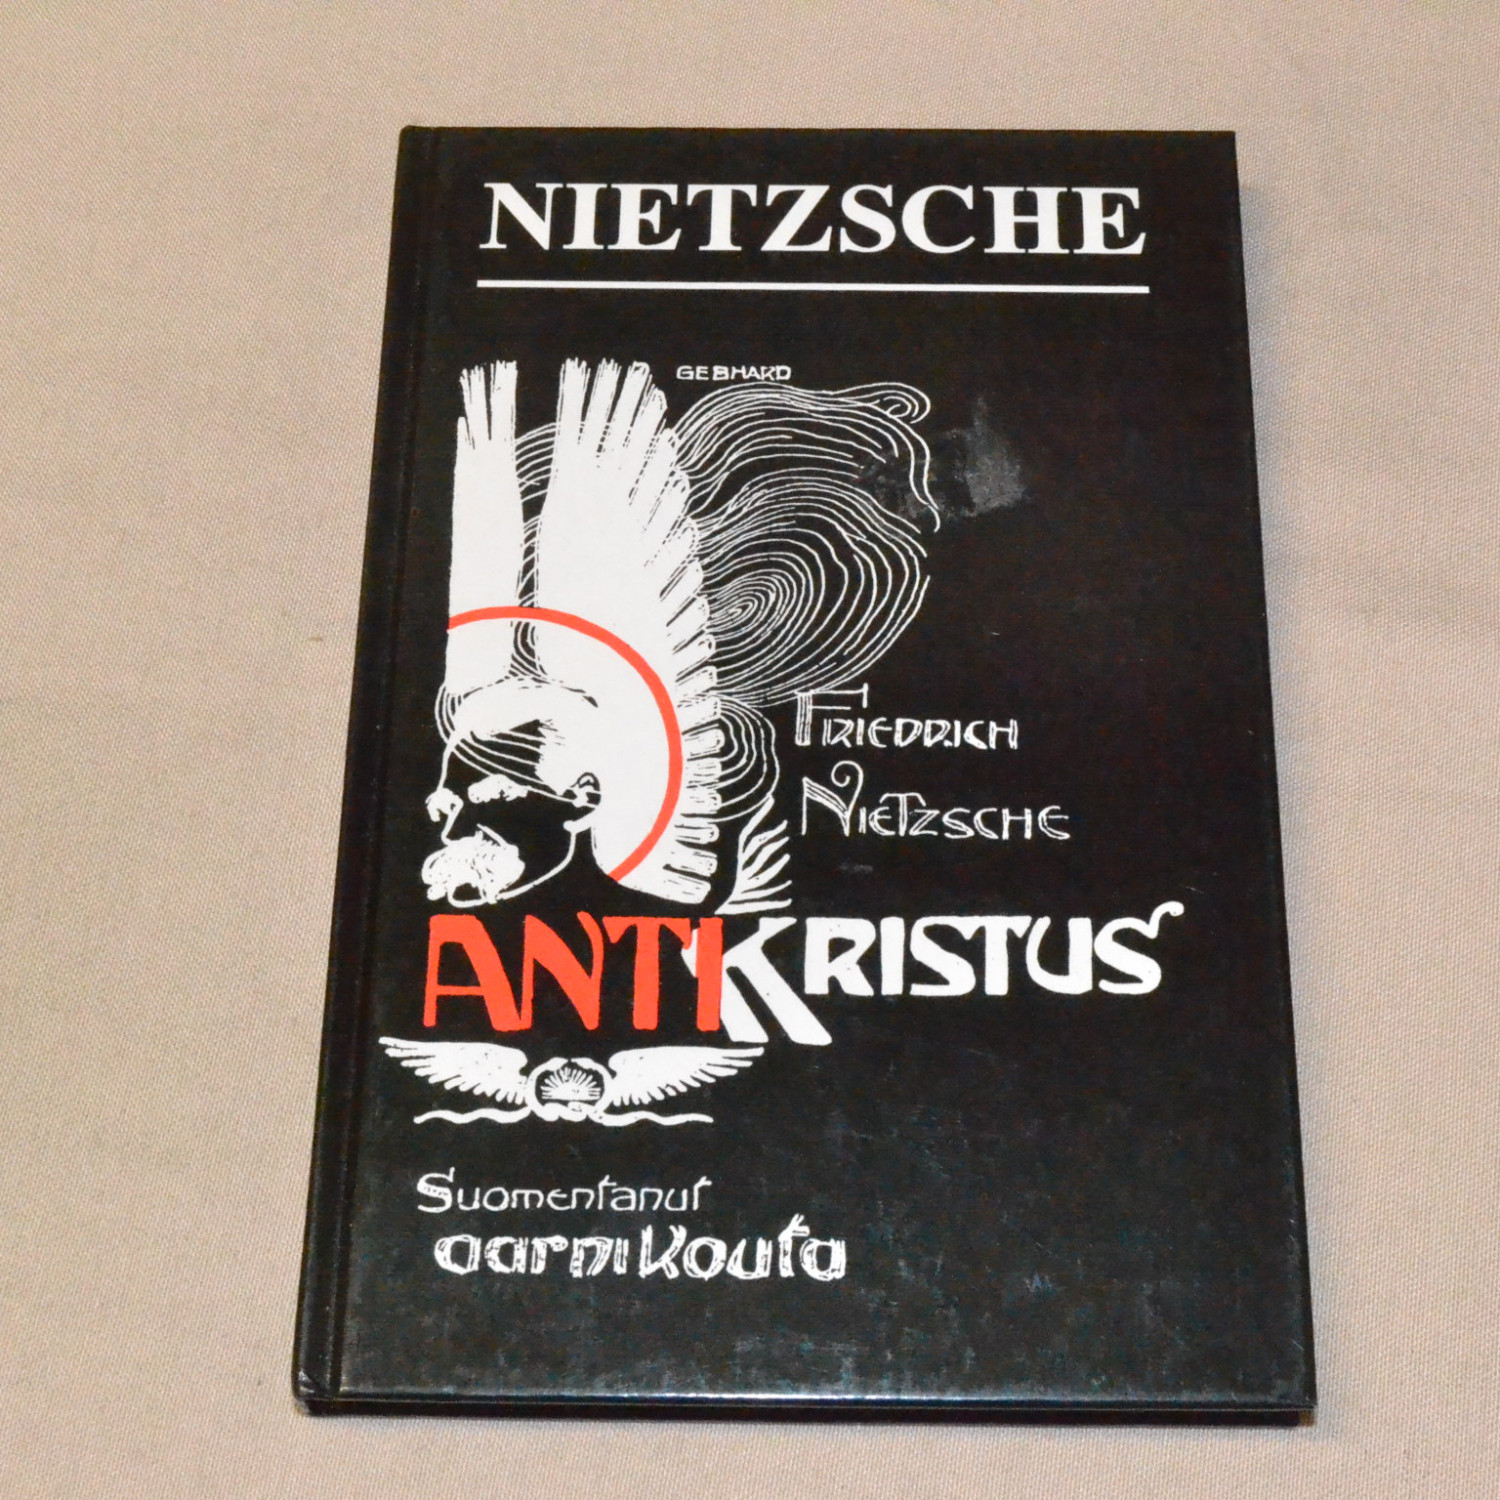 NIETZSCHE
GEBHARD
FRIEDRICH
NIETZSCHE
ANTIKRISTUS
Suomentanut
aarni Kouta